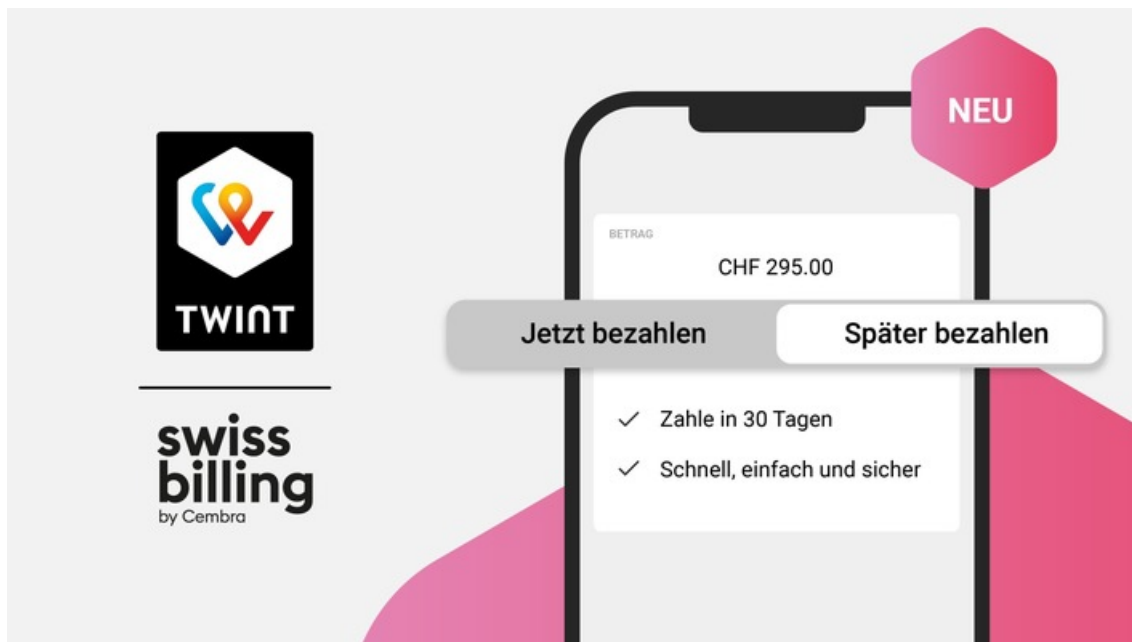 TWINT
swiss
billing
by Cembra
NEU
BETRAG
CHF 295.00
Jetzt bezahlen
Später bezahlen
Zahle in 30 Tagen
Schnell, einfach und sicher